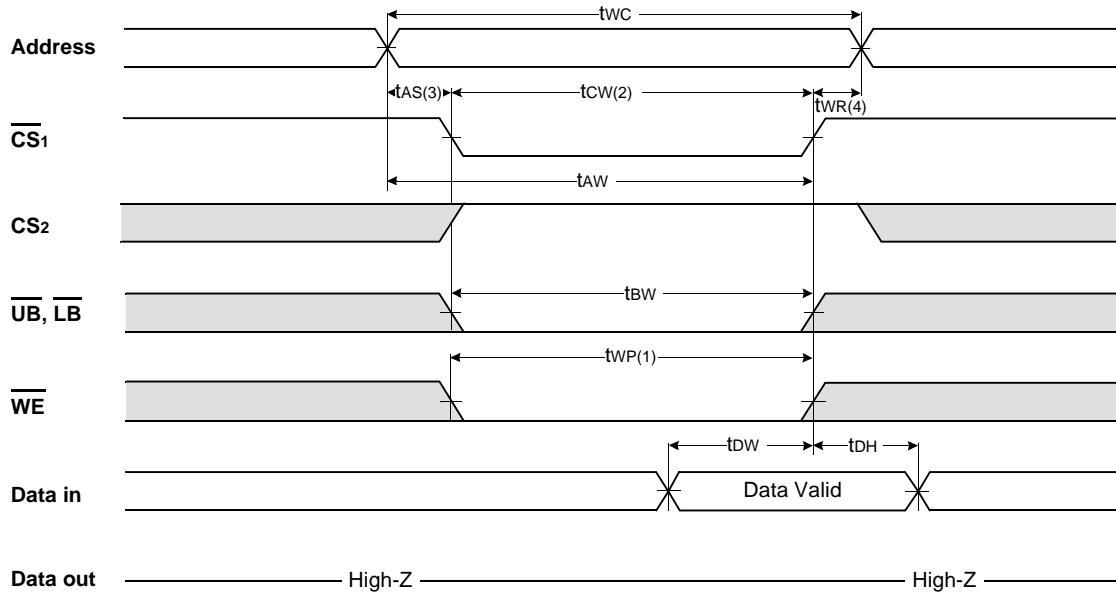 tWC
Address
tAS(3) tCW(2) tWR(4)
CS1
tAW
CS2
tBW
UB, LB
tWP(1)
WE
tDW tDH
Data in Data Valid
Data out High-Z High-Z